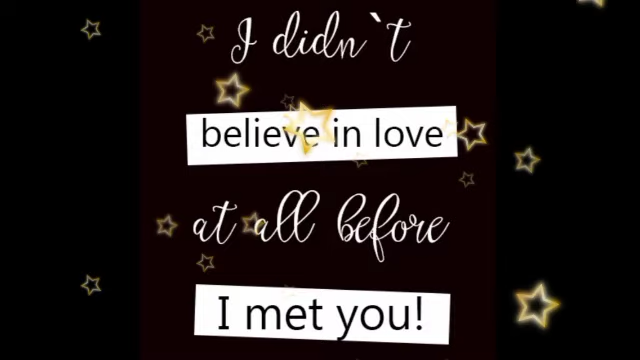 I didn`t
believe in love
at all before
I met you!